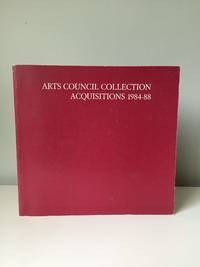 ARTS COUNCIL COLLECTION
ACQUISITIONS 1984-88